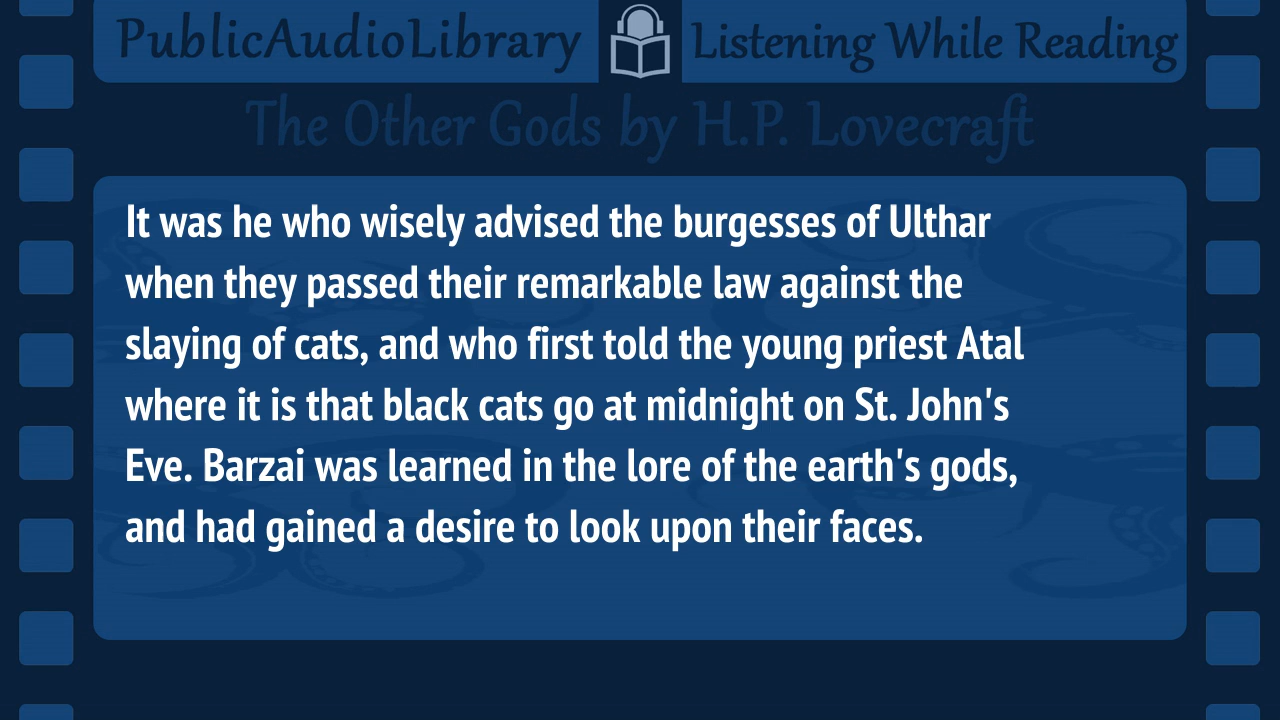 PublicAudioLibrary Listening While Reading
The Other Gods by H.P. Lovecraft
It was he who wisely advised the burgesses of Ulthar
when they passed their remarkable law against the
slaying of cats, and who first told the young priest Atal
where it is that black cats go at midnight on St. John's
Eve. Barzai was learned in the lore of the earth's gods,
and had gained a desire to look upon their faces.